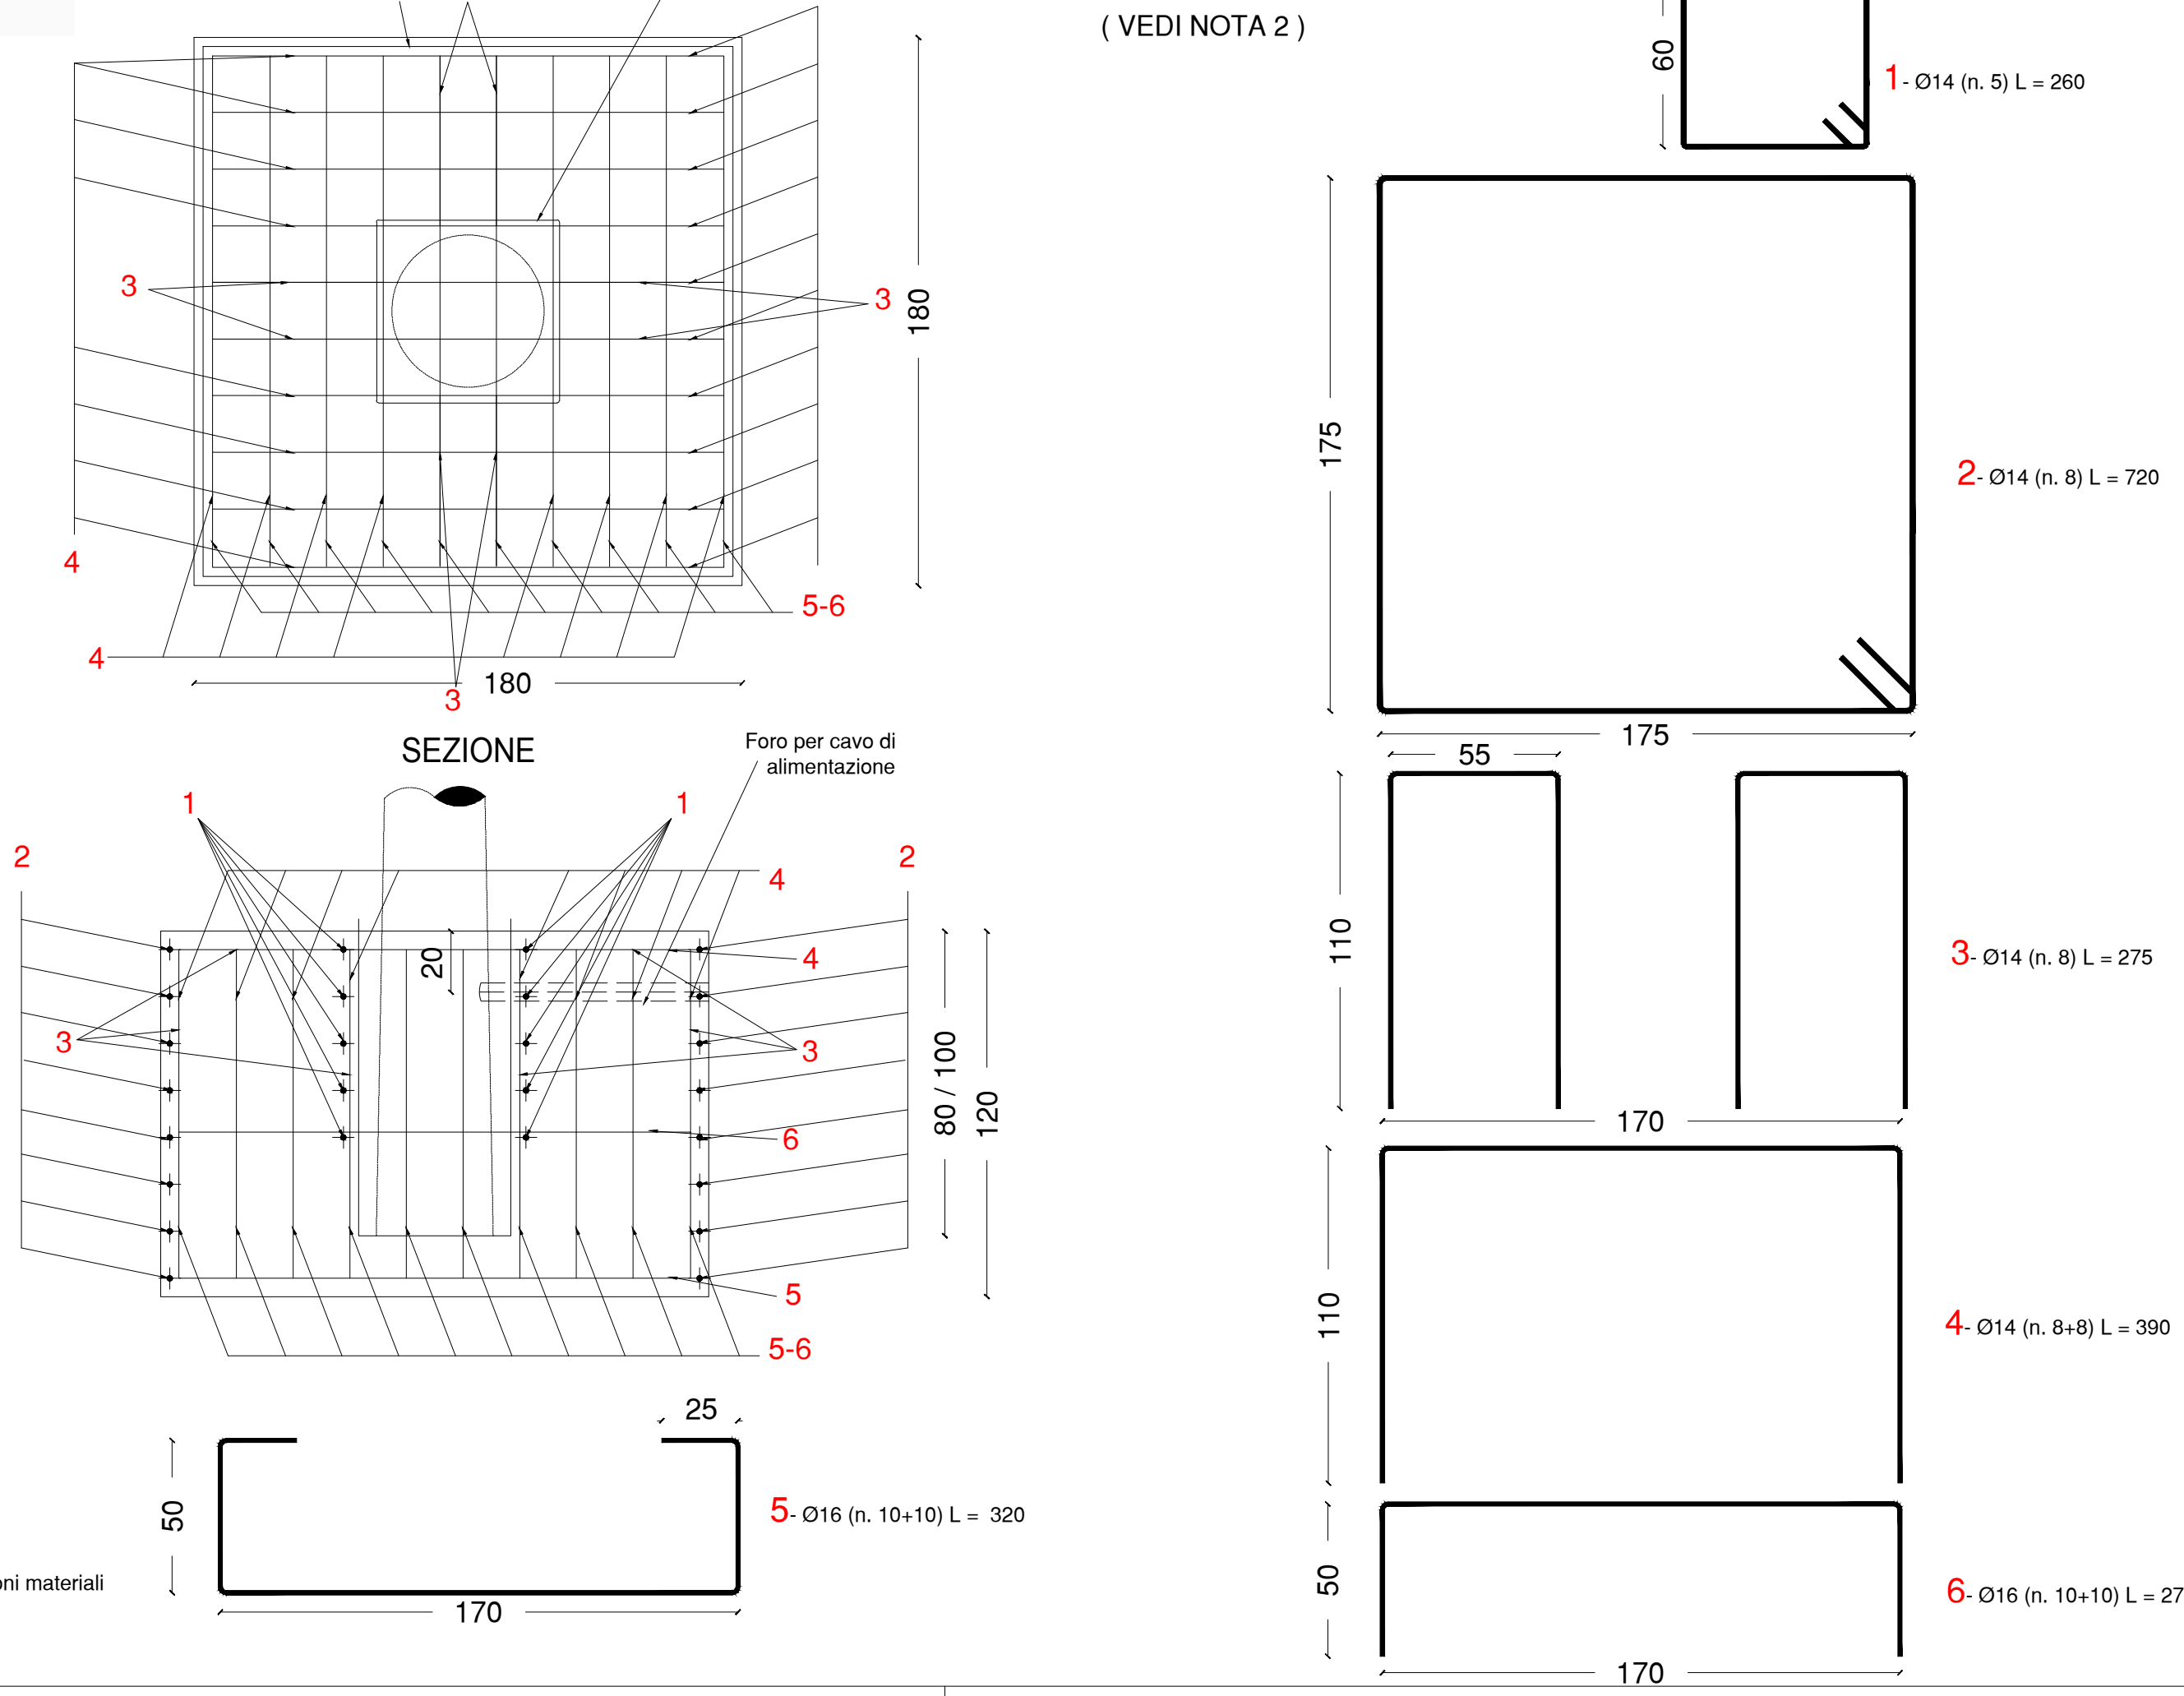 ( VEDI NOTA 2 )
60
1- Ø14 (n. 5) L = 260
3
3
180
4
5-6
4
180
3
175
2- Ø14 (n. 8) L = 720
175
SEZIONE
Foro per cavo di
alimentazione
1
1
2
2
4
20
4
3
3
80 / 100
120
6
5
5-6
55
110
3- Ø14 (n. 8) L = 275
170
110
4- Ø14 (n. 8+8) L = 390
25
50
5- Ø16 (n. 10+10) L = 320
170
materiali
50
6- Ø16 (n. 10+10) L = 27
170